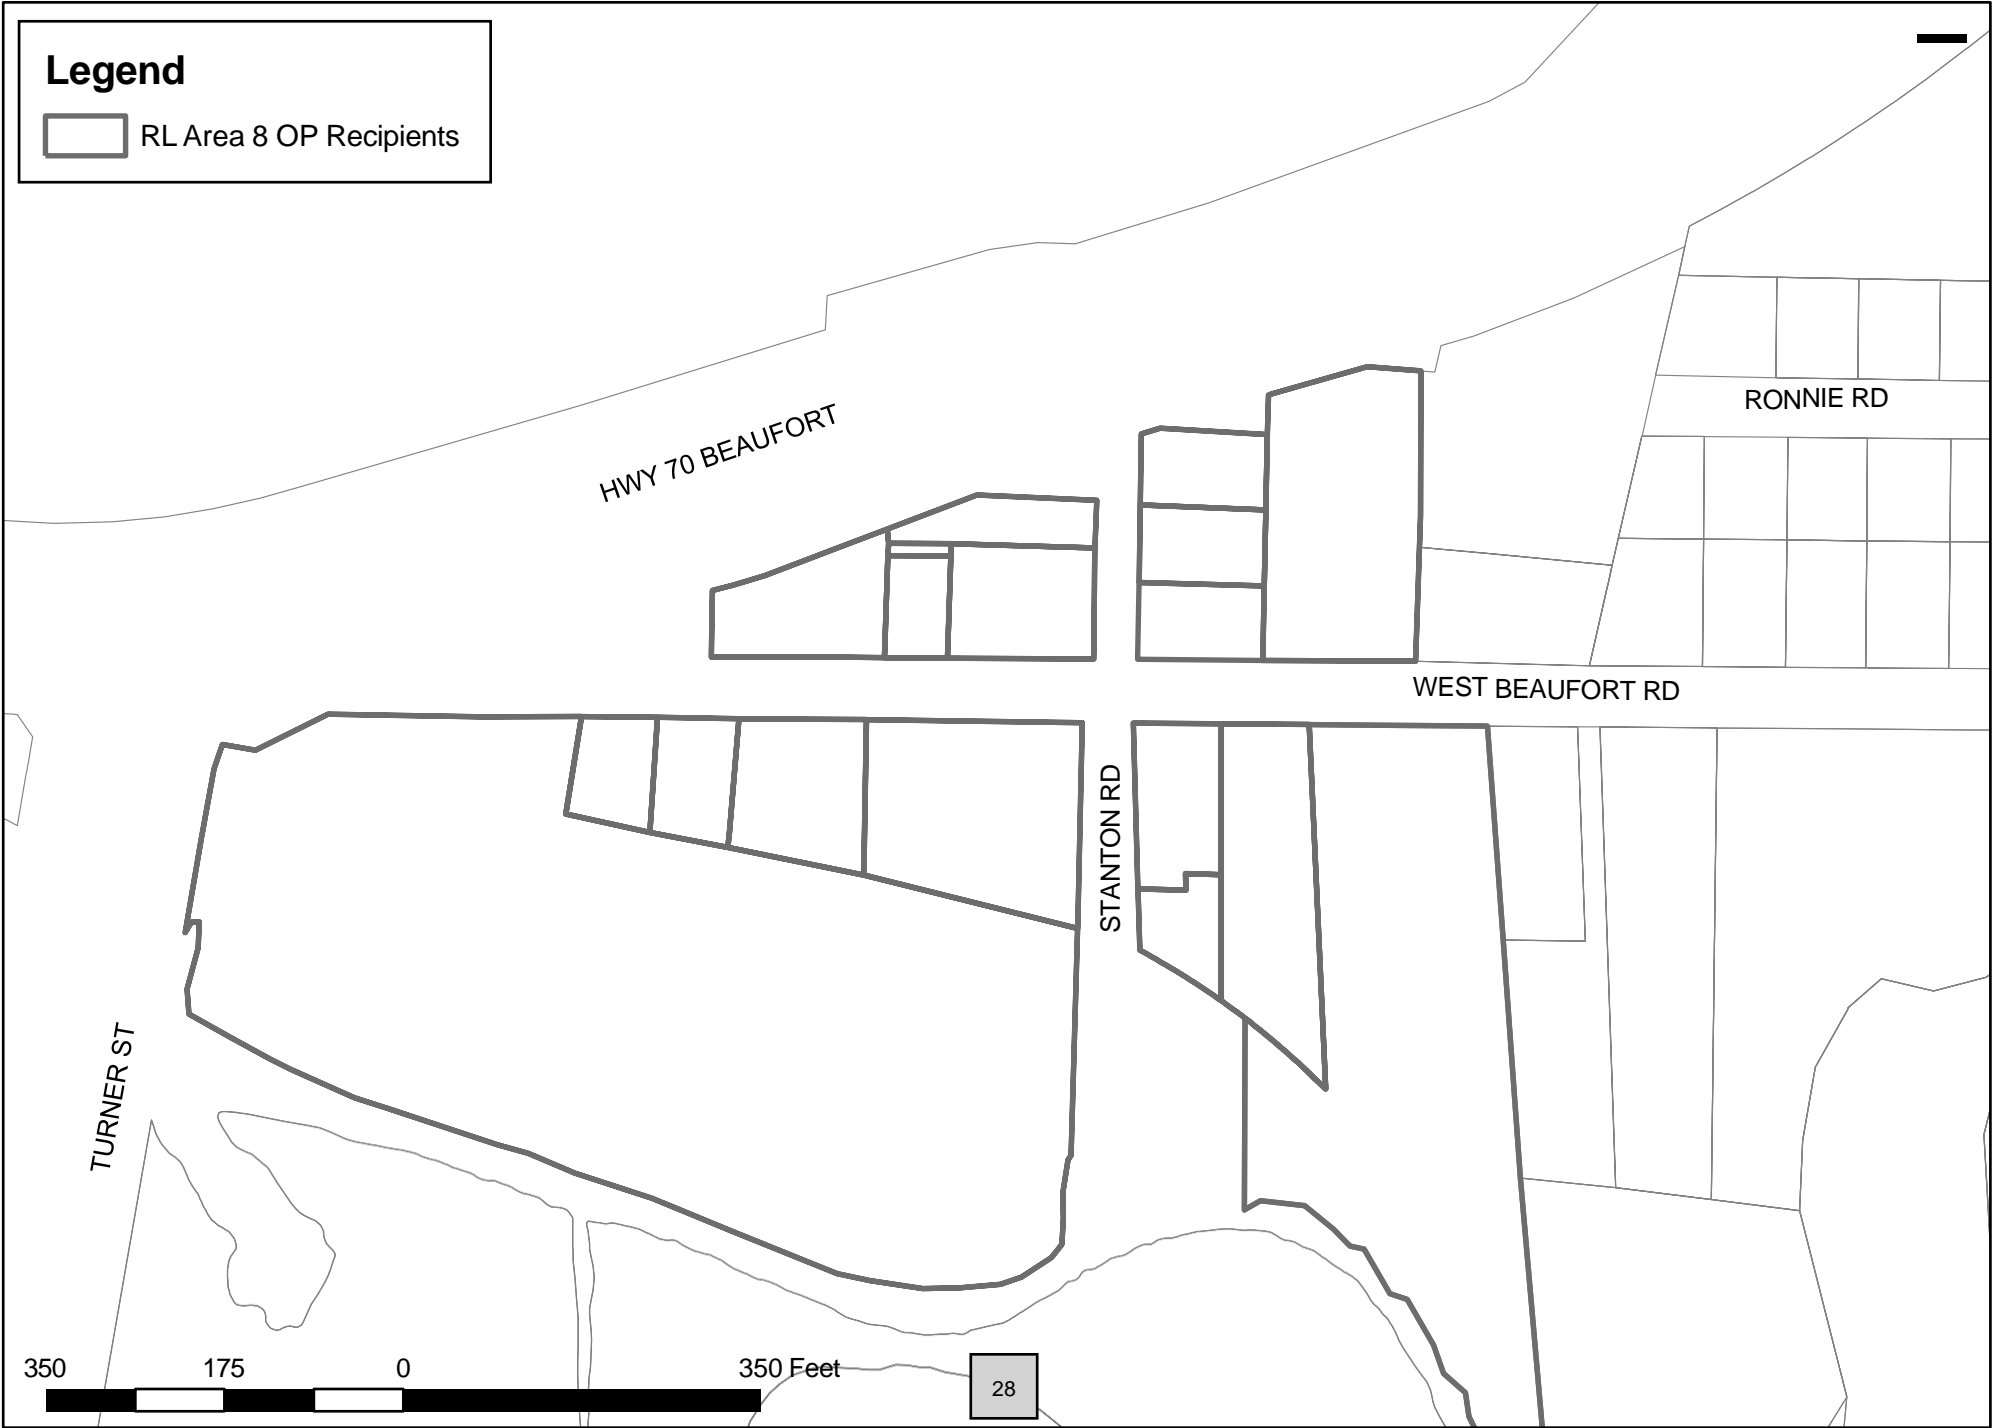 Legend
RL Area 8 OP Recipients
RONNIE RD
HWY 70 BEAUFORT
WEST BEAUFORT RD
STANTON RD
TURNER ST
350 175 0 350 Feet
28